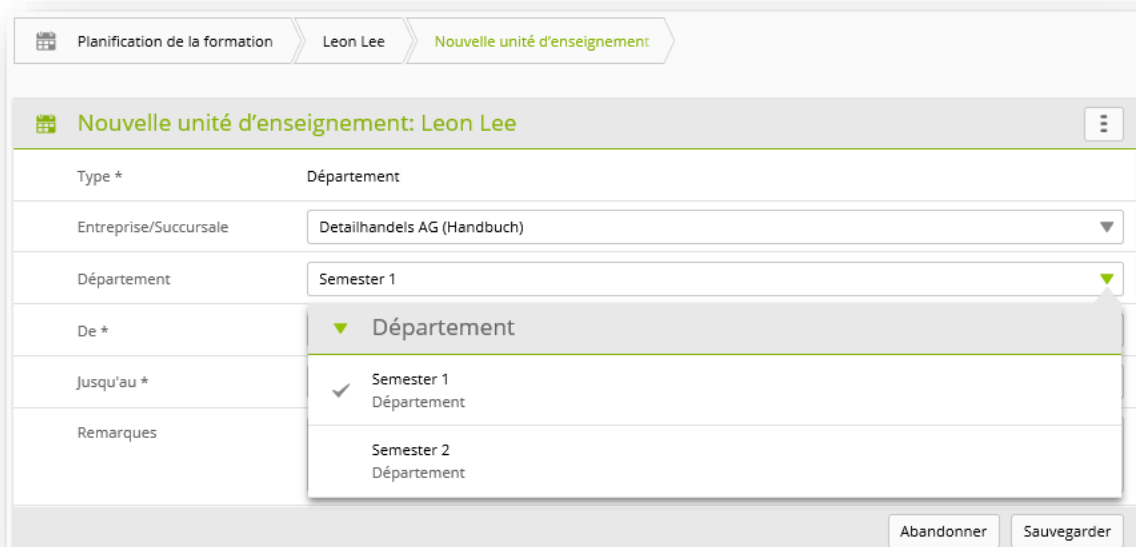 Planification de la formation Leon Lee Nouvelle unité d'enseignement
Nouvelle unité d'enseignement: Leon Lee
Type * Département
Entreprise/Succursale Detailhandels AG (Handbuch)
Département Semester 1
De * Département
Jusqu'au * Semester 1
Département
Remarques
Semester 2
Département
Abandonner Sauvegarder